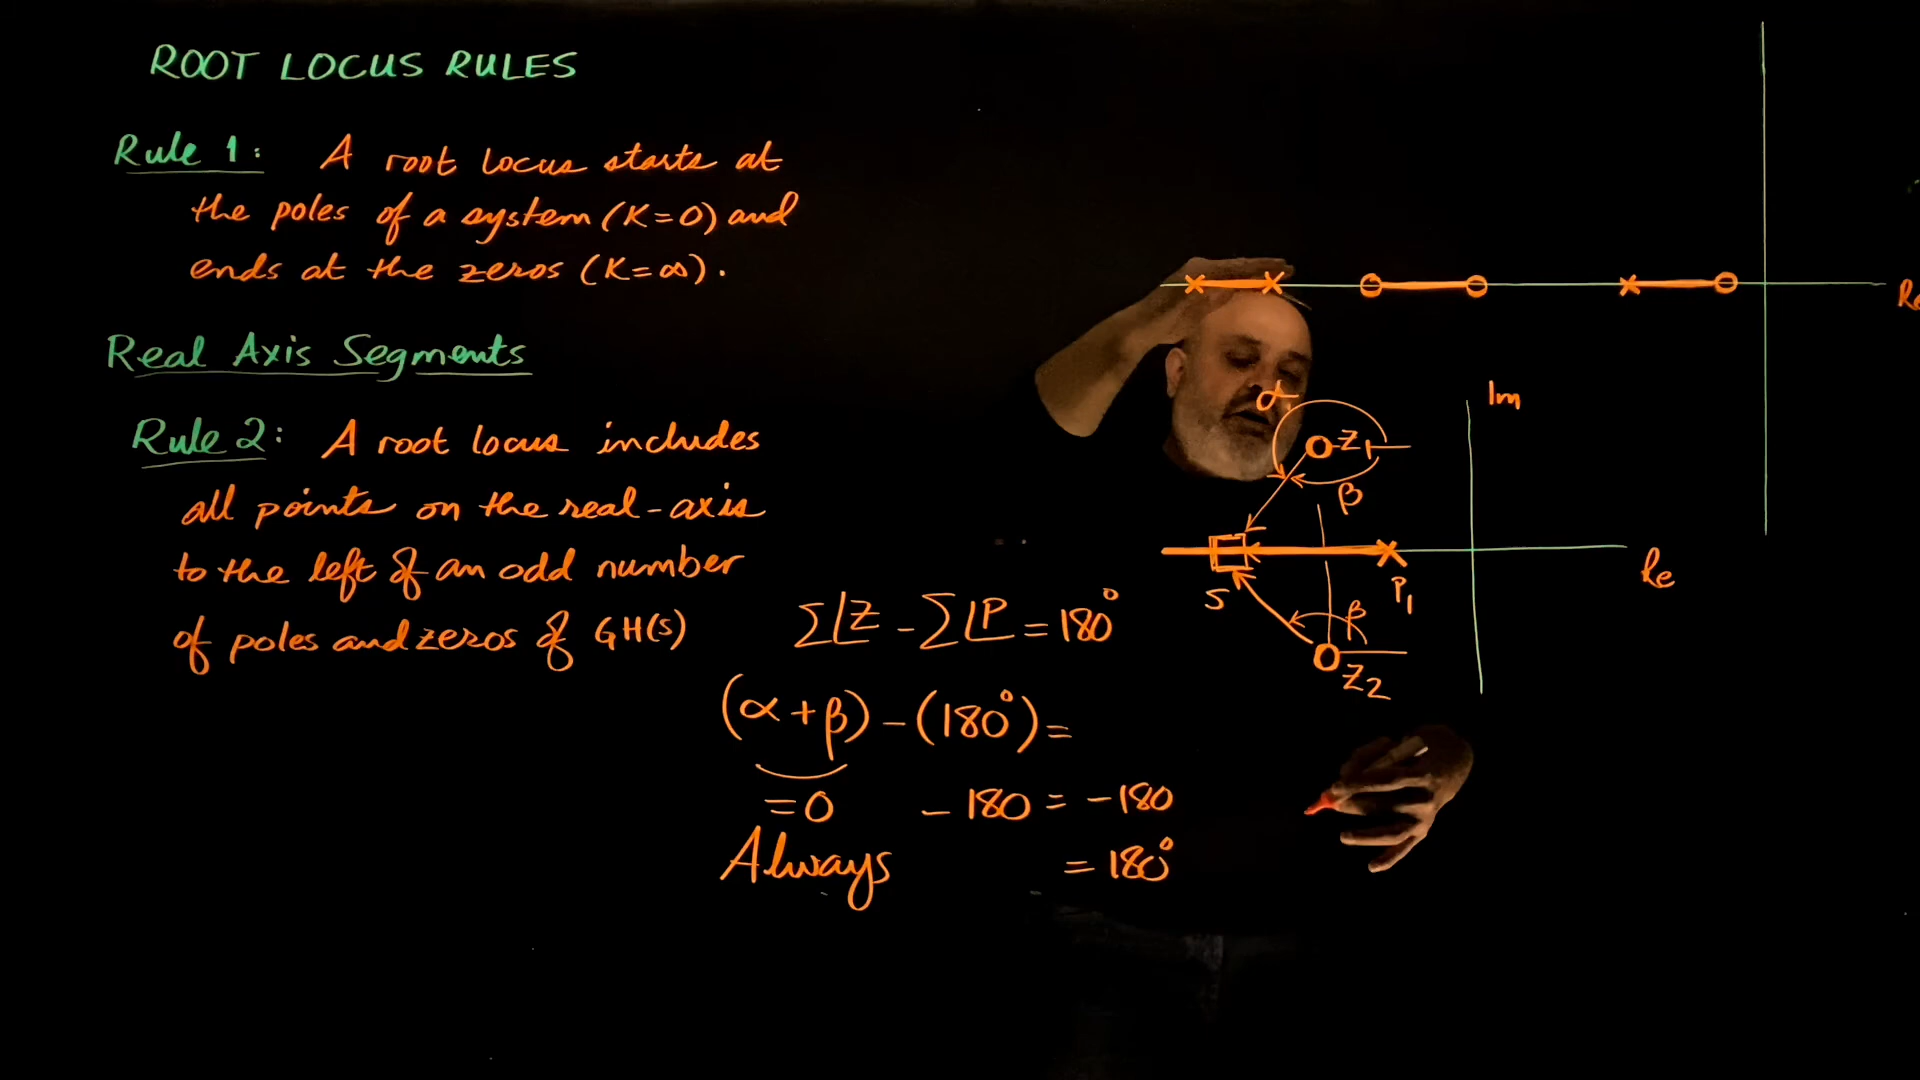 ROOT LOCUS RULES
Rule 1: A root locus starts at
the poles of a system (K=0) and
ends at the zeros (K=∞).
Real Axis Segments
Rule 2: A root locus includes
all points on the real-axis
to the left of an odd number
of poles and zeros of GH(s)
Σ∠Z - Σ∠P = 180°
(α+β) - (180°) =
=0 - 180 = -180
Always = 180°
Re
Im
α
Z1
β
Re
S
P1
β
Z2